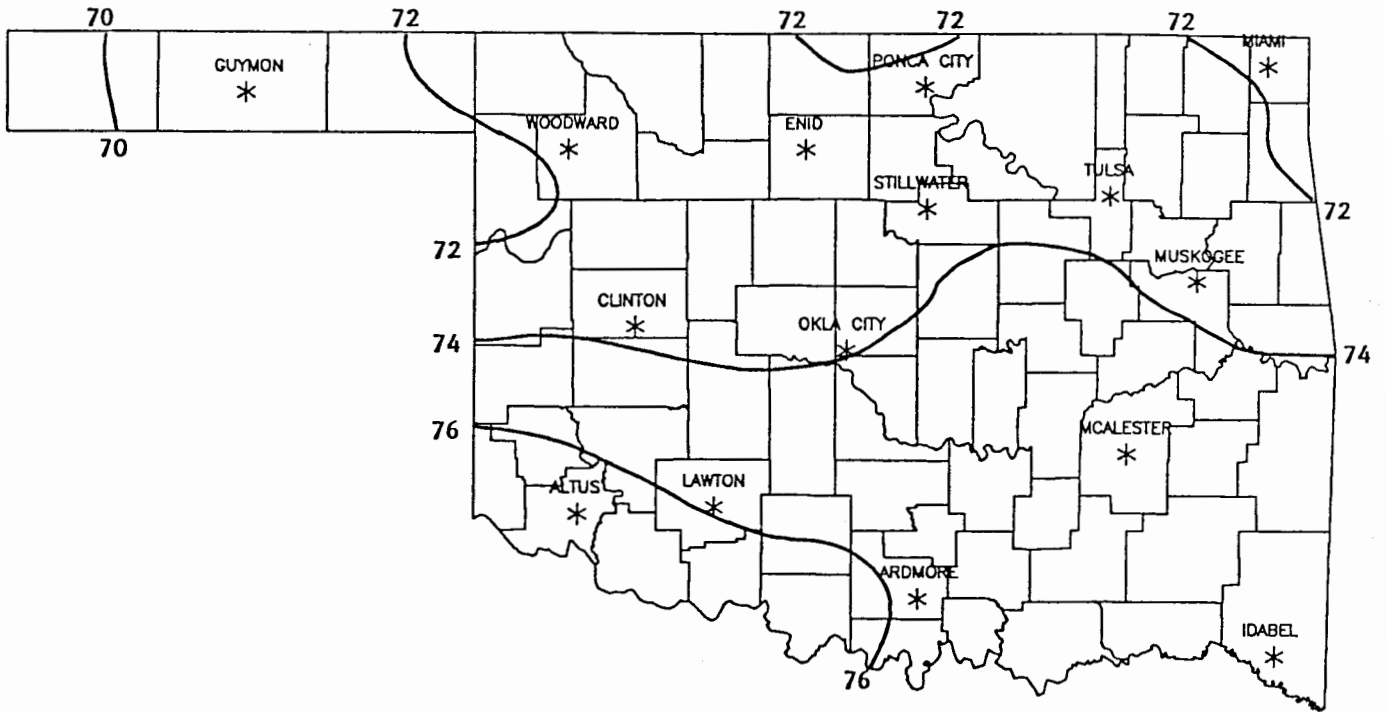 70
72
72
72
72
MIAMI
GUYMON
PONCA CITY
70
WOODWARD
ENID
TULSA
STILLWATER
72
72
MUSKOGEE
CLINTON
OKLA CITY
74
74
76
MCALESTER
LAWTON
ALTUS
ARDMORE
IDABEL
76